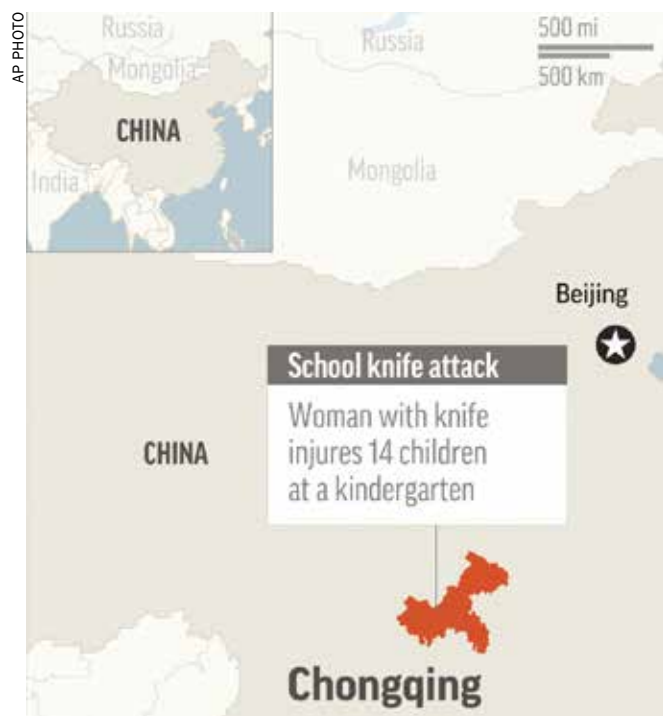 AP PHOTO
Russia
Mongolia
CHINA
India
Russia
500 mi
500 km
Mongolia
Beijing
School knife attack
Woman with knife
injures 14 children
at a kindergarten
CHINA
Chongqing